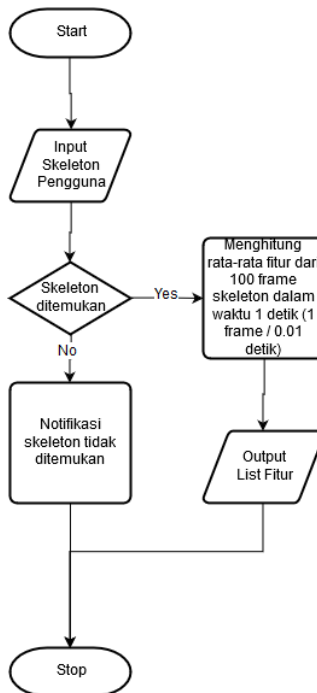 Start
Input
Skeleton
Pengguna
Skeleton
ditemukan
Yes
Menghitung
rata-rata fitur dari
100 frame
skeleton dalam
waktu 1 detik (1
frame / 0.01
detik)
No
Notifikasi
skeleton tidak
ditemukan
Output
List Fitur
Stop